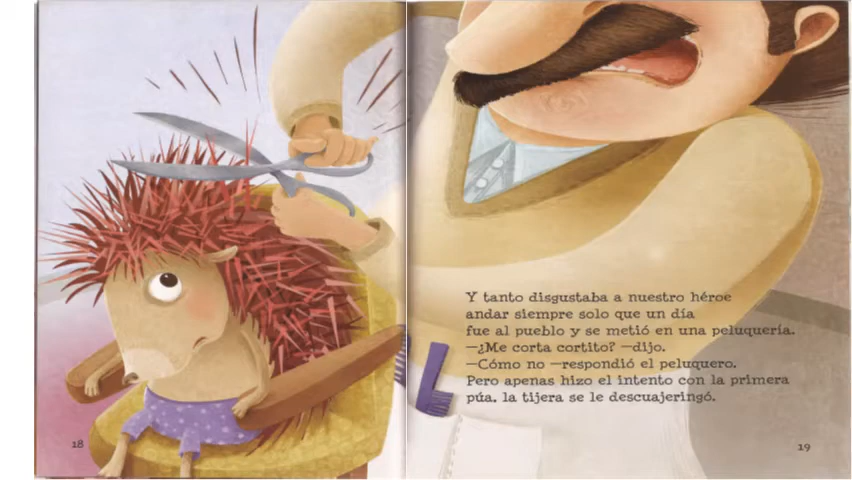 Y tanto disgustaba a nuestro héroe
andar siempre solo que un día
fue al pueblo y se metió en una peluquería.
—¿Me corta cortito? —dijo.
—Cómo no —respondió el peluquero.
Pero apenas hizo el intento con la primera
púa, la tijera se le descuajeringó.
18
19